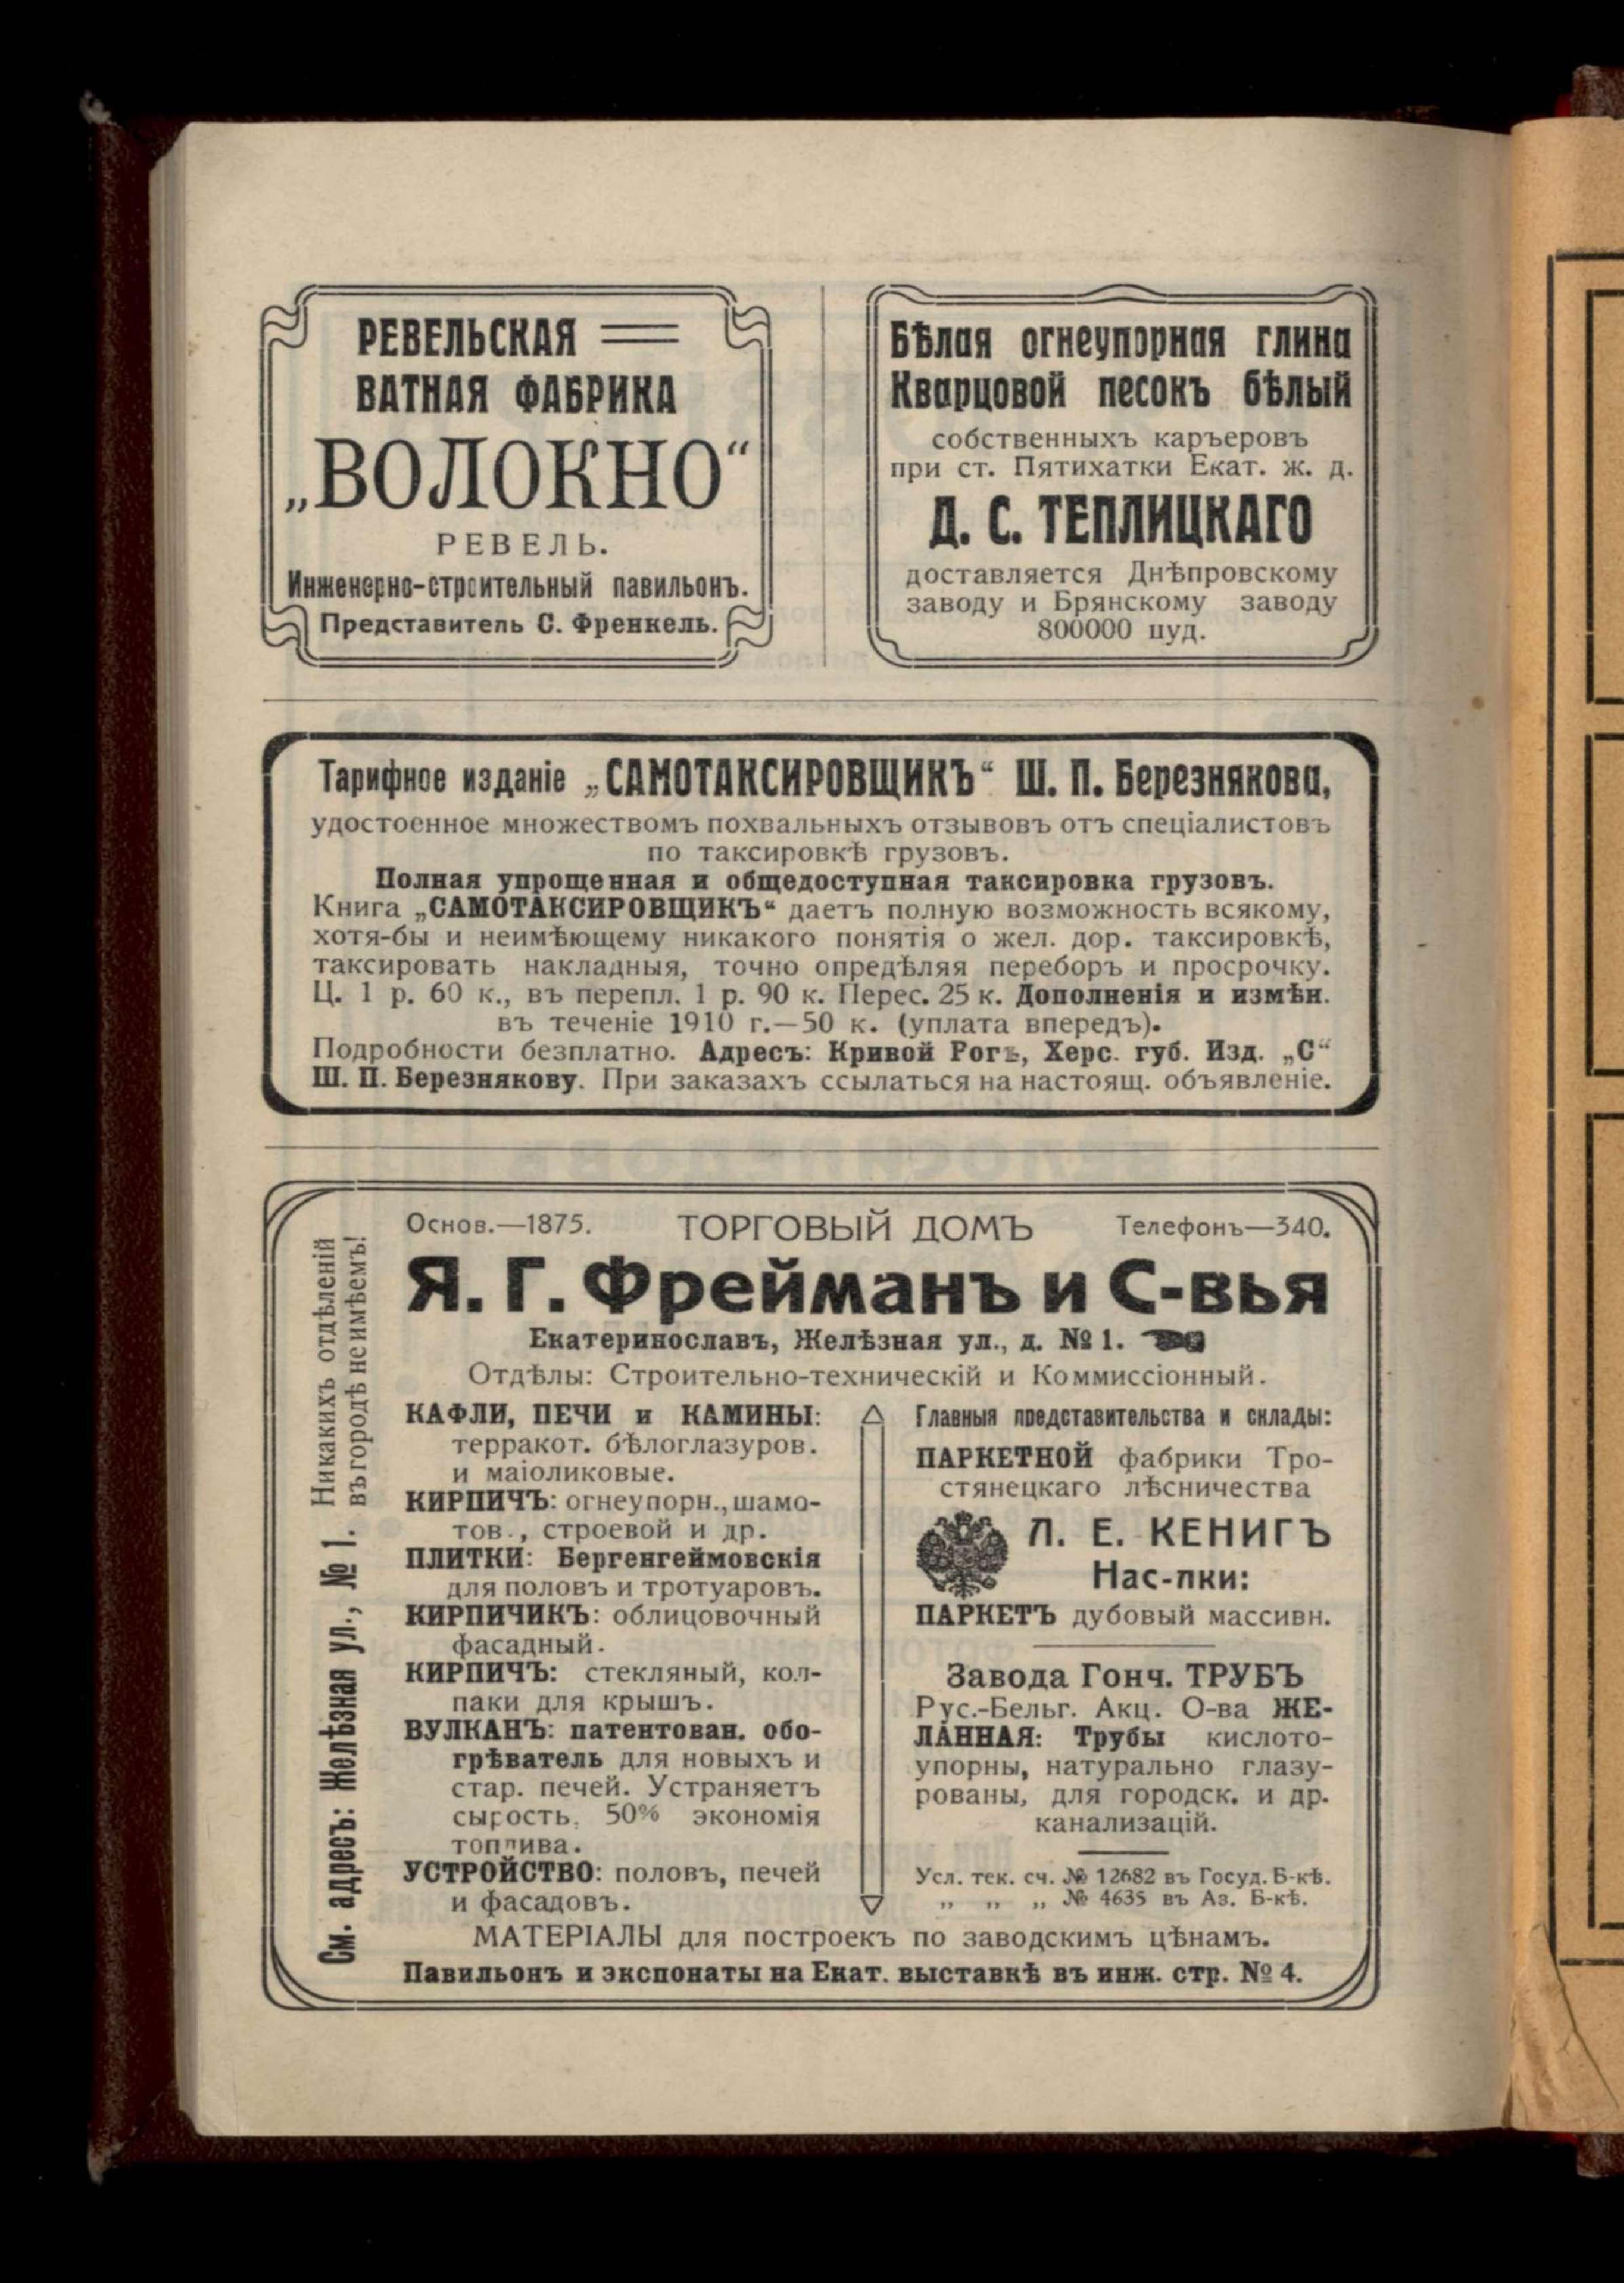 РЕВЕЛЬСКАЯ
ВАТНАЯ ФАБРИКА
„ВОЛОКНО“
РЕВЕЛЬ.
Инженерно-строительный павильонъ.
Представитель С. Френкель.
Бѣлая огнеупорная глина
Кварцовой песокъ бѣлый
собственныхъ каръеровъ
при ст. Пятихатки Екат. ж. д.
Д. С. ТЕПЛИЦКАГО
доставляется Днѣпровскому
заводу и Брянскому заводу
800000 пуд.
Тарифное изданіе „САМОТАКСИРОВЩИКЪ“ Ш. П. Березнякова,
удостоенное множествомъ похвальныхъ отзывовъ отъ спеціалистовъ
по таксировкѣ грузовъ.
Полная упрощенная и общедоступная таксировка грузовъ.
Книга „САМОТАКСИРОВЩИКЪ“ даетъ полную возможность всякому,
хотя-бы и неимѣющему никакого понятія о жел. дор. таксировкѣ,
таксировать накладныя, точно опредѣляя переборъ и просрочку.
Ц. 1 р. 60 к., въ перепл. 1 р. 90 к. Перес. 25 к. Дополненія и измѣн.
въ теченіе 1910 г.—50 к. (уплата впередъ).
Подробности безплатно. Адресъ: Кривой Рогъ, Херс. губ. Изд. „С“
Ш. П. Березнякову. При заказахъ ссылаться на настоящ. объявленіе.
См. адресъ: Желѣзная ул., № 1.
Никакихъ отдѣленій
въ городѣ не имѣемъ!
Основ.—1875. ТОРГОВЫЙ ДОМЪ Телефонъ—340.
Я. Г. Фрейманъ и С-вья
Екатеринославъ, Желѣзная ул., д. № 1.
Отдѣлы: Строительно-техническій и Коммиссіонный.
КАФЛИ, ПЕЧИ и КАМИНЫ:
терракот. бѣлоглазуров.
и маіоликовые.
КИРПИЧЪ: огнеупорн., шамо-
тов., строевой и др.
ПЛИТКИ: Бергенгеймовскія
для половъ и тротуаровъ.
КИРПИЧИКЪ: облицовочный
фасадный.
КИРПИЧЪ: стекляный, кол-
паки для крышъ.
ВУЛКАНЪ: патентован. обо-
грѣватель для новыхъ и
стар. печей. Устраняетъ
сырость, 50% экономія
топлива.
УСТРОЙСТВО: половъ, печей
и фасадовъ.
Главныя представительства и склады:
ПАРКЕТНОЙ фабрики Тро-
стянецкаго лѣсничества
Л. Е. КЕНИГЪ
Нас-пки:
ПАРКЕТЪ дубовый массивн.
Завода Гонч. ТРУБЪ
Рус.-Бельг. Акц. О-ва ЖЕ-
ЛАННАЯ: Трубы кислото-
упорны, натурально глазу-
рованы, для городск. и др.
канализацій.
Усл. тек. сч. № 12682 въ Госуд. Б-кѣ.
„ „ „ № 4635 въ Аз. Б-кѣ.
МАТЕРІАЛЫ для построекъ по заводскимъ цѣнамъ.
Павильонъ и экспонаты на Екат. выставкѣ въ инж. стр. № 4.